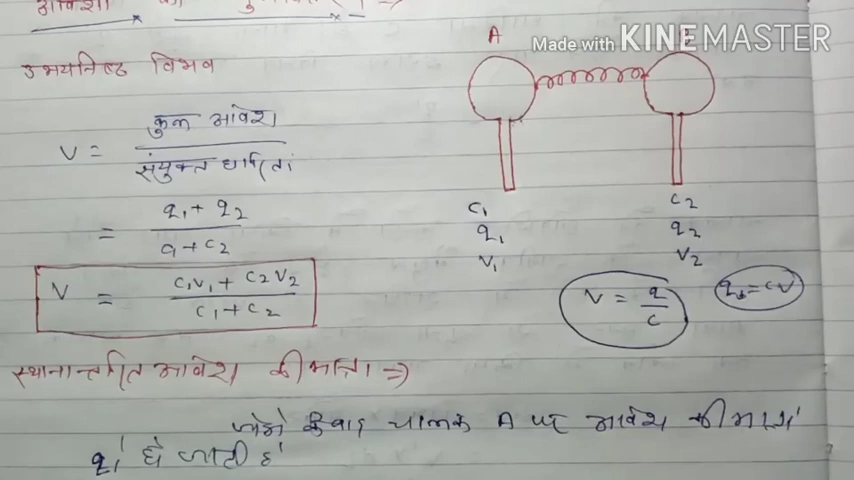 आवेशों का
A
B
Made with KINEMASTER
उभयनिष्ठ विभव
V = कुल आवेश / संयुक्त धारिता
= q₁ + q₂ / c₁ + c₂
V = c₁v₁ + c₂v₂ / c₁ + c₂
c₁
q₁
v₁
c₂
q₂
v₂
V = q / c
q = cv
स्थानान्तरित आवेश की मात्रा ⇒
जोड़ने के बाद चालक A पर आवेश की मात्रा
q₁' हो जाती है